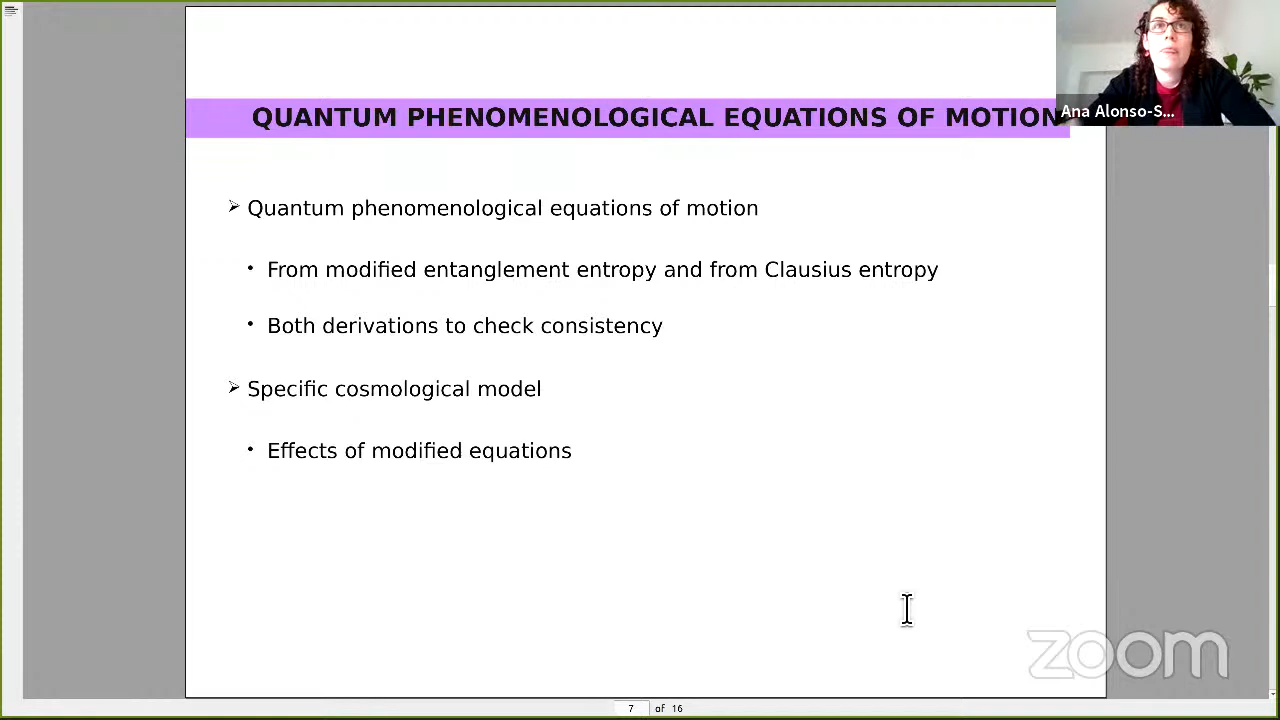 QUANTUM PHENOMENOLOGICAL EQUATIONS OF MOTION
Ana Alonso-S...
➢ Quantum phenomenological equations of motion
• From modified entanglement entropy and from Clausius entropy
• Both derivations to check consistency
➢ Specific cosmological model
• Effects of modified equations
zoom
7 of 16